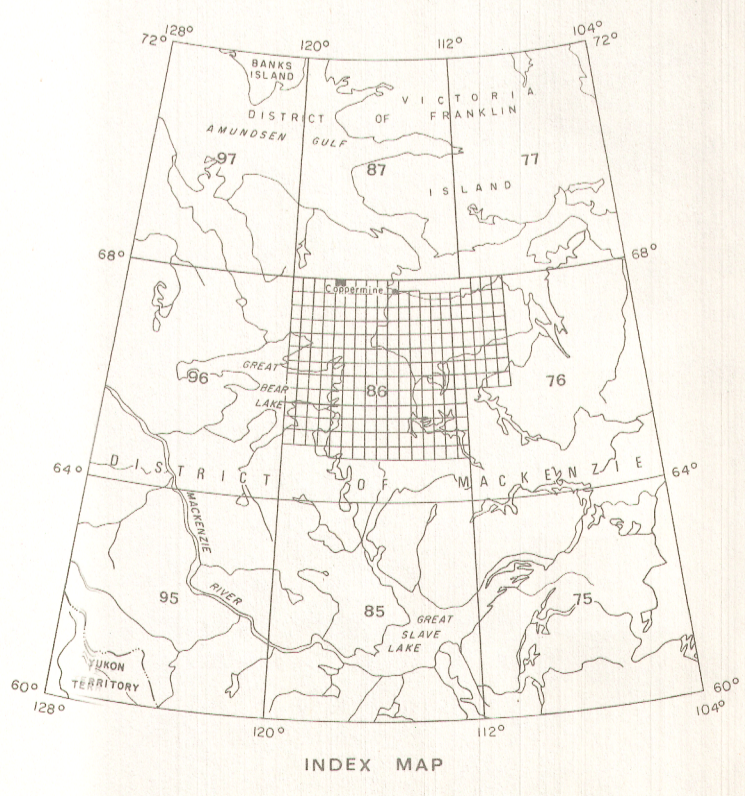 128°
120°
112°
104°
72°
72°
BANKS
ISLAND
VICTORIA
DISTRICT OF FRANKLIN
AMUNDSEN GULF
97
87
77
ISLAND
68°
68°
Coppermine
GREAT
96
BEAR
86
76
LAKE
DISTRICT OF MACKENZIE
64°
64°
MACKENZIE
RIVER
95
85
75
GREAT
SLAVE
LAKE
YUKON
TERRITORY
60°
60°
128°
104°
120°
112°
INDEX MAP